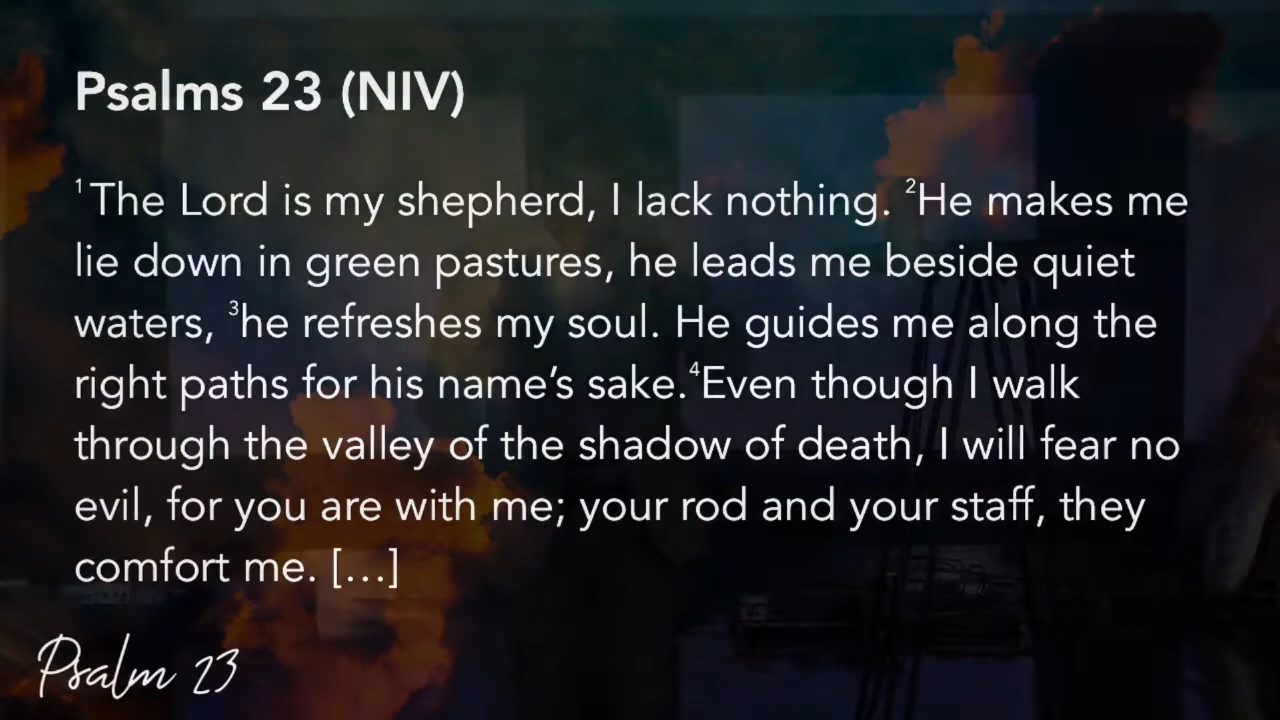 Psalms 23 (NIV)
¹The Lord is my shepherd, I lack nothing. ²He makes me
lie down in green pastures, he leads me beside quiet
waters, ³he refreshes my soul. He guides me along the
right paths for his name’s sake.⁴Even though I walk
through the valley of the shadow of death, I will fear no
evil, for you are with me; your rod and your staff, they
comfort me. […]
Psalm 23